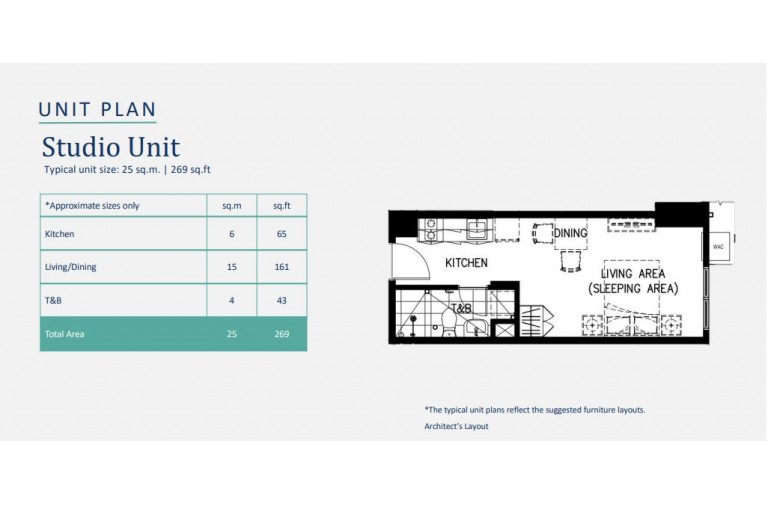 UNIT PLAN
Studio Unit
Typical unit size: 25 sq.m. | 269 sq.ft
*Approximate sizes only sq.m sq.ft
Kitchen 6 65
Living/Dining 15 161
T&B 4 43
Total Area 25 269
DINING
KITCHEN
LIVING AREA
(SLEEPING AREA)
T&B
WAC
*The typical unit plans reflect the suggested furniture layouts.
Architect's Layout